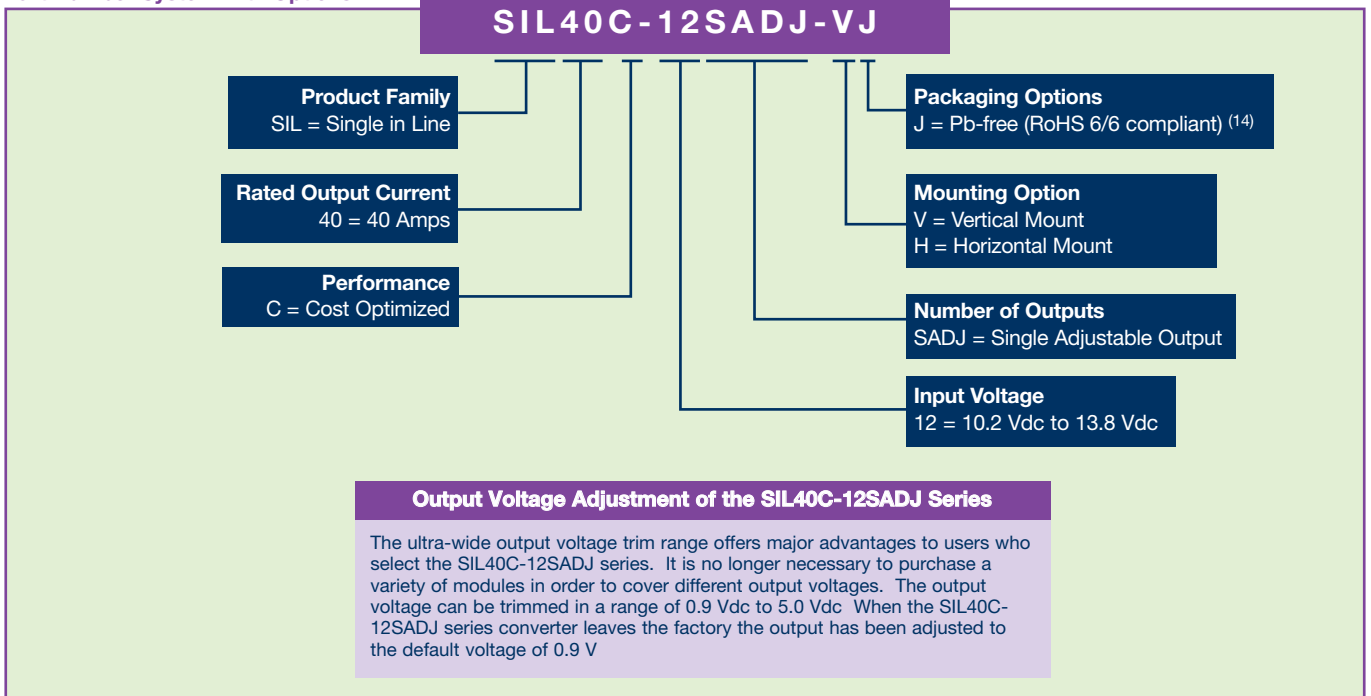 SIL40C-12SADJ-VJ
Product Family
SIL = Single in Line
Rated Output Current
40 = 40 Amps
Performance
C = Cost Optimized
Packaging Options
J = Pb-free (RoHS 6/6 compliant) (14)
Mounting Option
V = Vertical Mount
H = Horizontal Mount
Number of Outputs
SADJ = Single Adjustable Output
Input Voltage
12 = 10.2 Vdc to 13.8 Vdc
Output Voltage Adjustment of the SIL40C-12SADJ Series
The ultra-wide output voltage trim range offers major advantages to users who
select the SIL40C-12SADJ series. It is no longer necessary to purchase a
variety of modules in order to cover different output voltages. The output
voltage can be trimmed in a range of 0.9 Vdc to 5.0 Vdc When the SIL40C-
12SADJ series converter leaves the factory the output has been adjusted to
the default voltage of 0.9 V